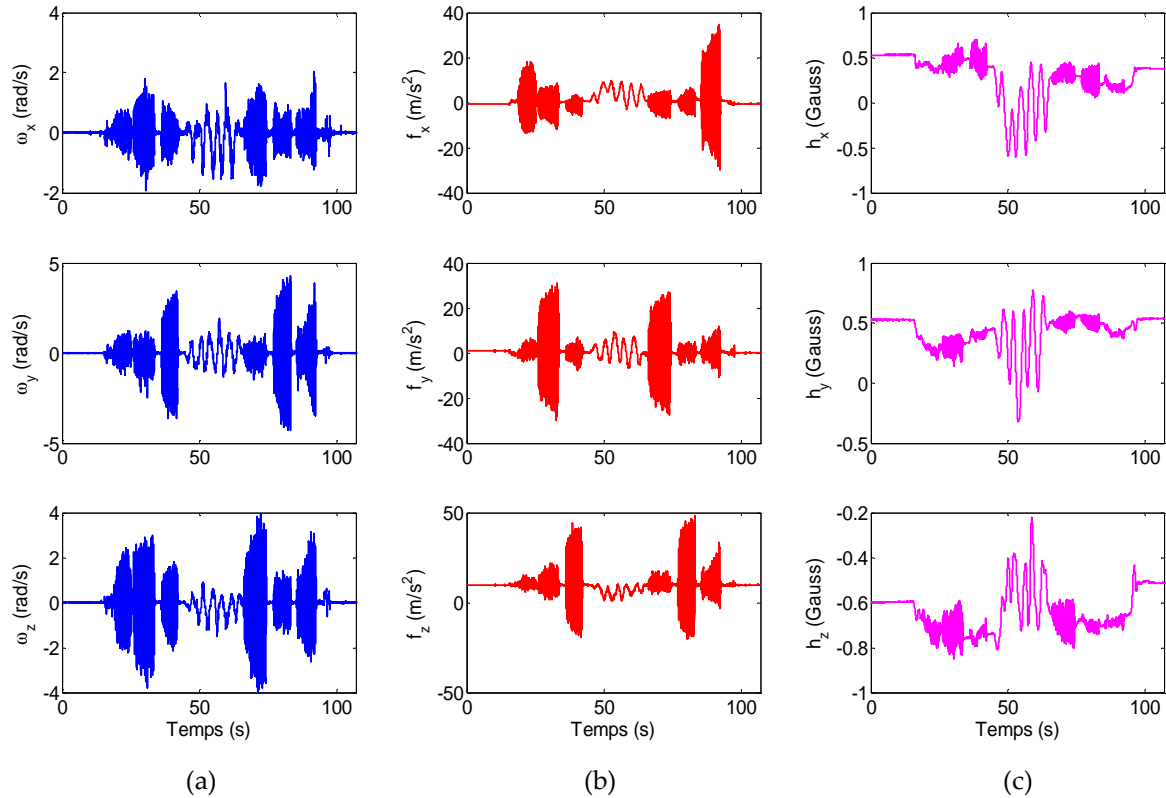 4
2
0
-2
ω_x (rad/s)
0 50 100
40
20
0
-20
-40
f_x (m/s²)
0 50 100
1
0.5
0
-0.5
-1
h_x (Gauss)
0 50 100
5
0
-5
ω_y (rad/s)
0 50 100
40
20
0
-20
-40
f_y (m/s²)
0 50 100
1
0.5
0
-0.5
h_y (Gauss)
0 50 100
4
2
0
-2
-4
ω_z (rad/s)
0 50 100
Temps (s)
50
0
-50
f_z (m/s²)
0 50 100
Temps (s)
-0.2
-0.4
-0.6
-0.8
-1
h_z (Gauss)
0 50 100
Temps (s)
(a) (b) (c)